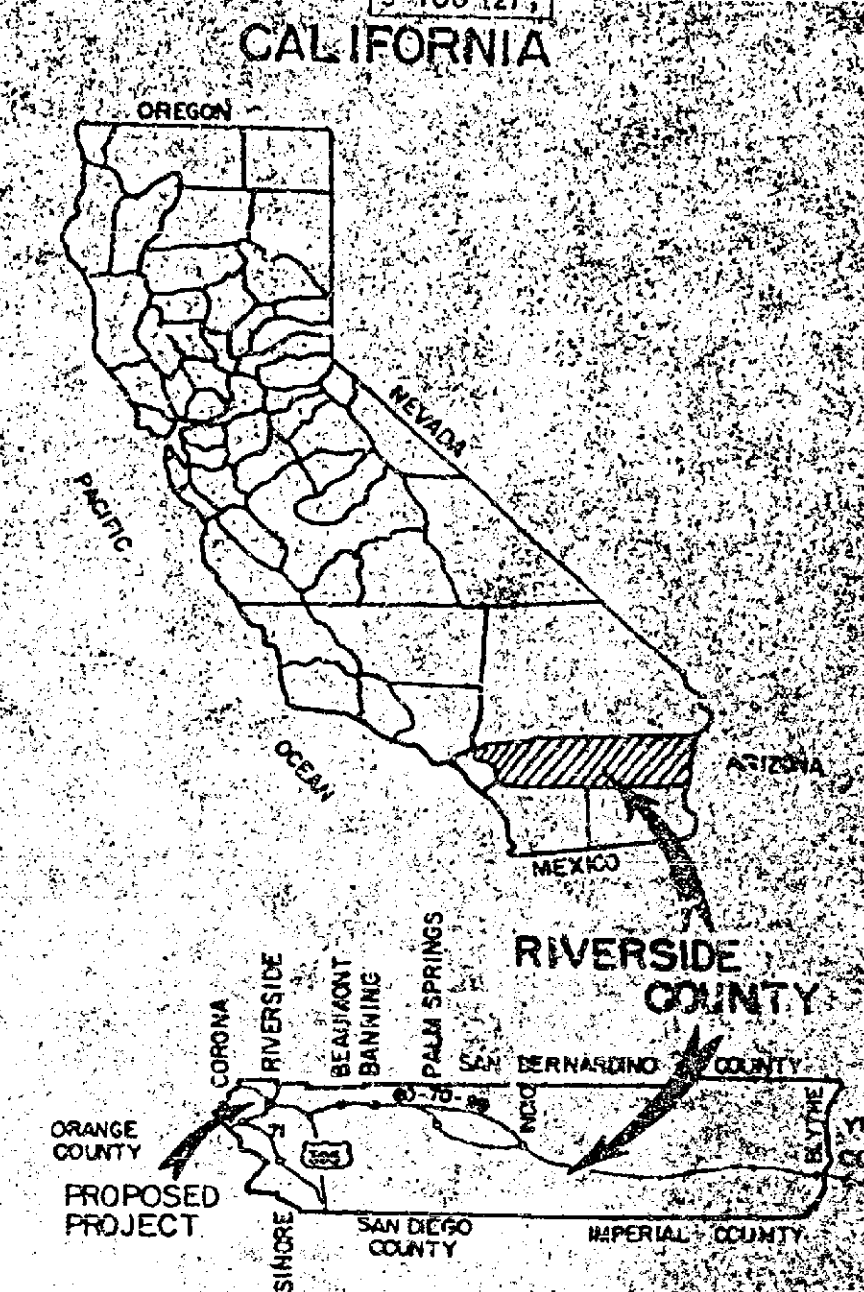 CALIFORNIA
OREGON
NEVADA
PACIFIC
OCEAN
ARIZONA
MEXICO
RIVERSIDE
COUNTY
CORONA
RIVERSIDE
BEAUMONT
BANNING
PALM SPRINGS
SAN BERNARDINO COUNTY
INDIO
BLYTHE
ORANGE
COUNTY
PROPOSED
PROJECT
SINORE
SAN DIEGO
COUNTY
IMPERIAL COUNTY